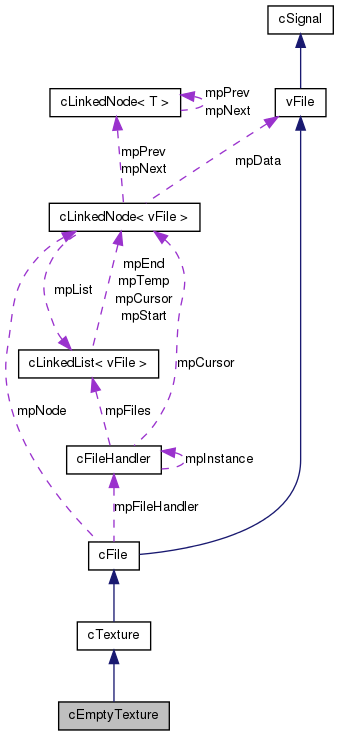 cSignal
cLinkedNode< T >
mpPrev
mpNext
vFile
mpPrev
mpNext
mpData
cLinkedNode< vFile >
mpList
mpEnd
mpTemp
mpCursor
mpStart
cLinkedList< vFile >
mpCursor
mpNode
mpFiles
cFileHandler
mpInstance
mpFileHandler
cFile
cTexture
cEmptyTexture